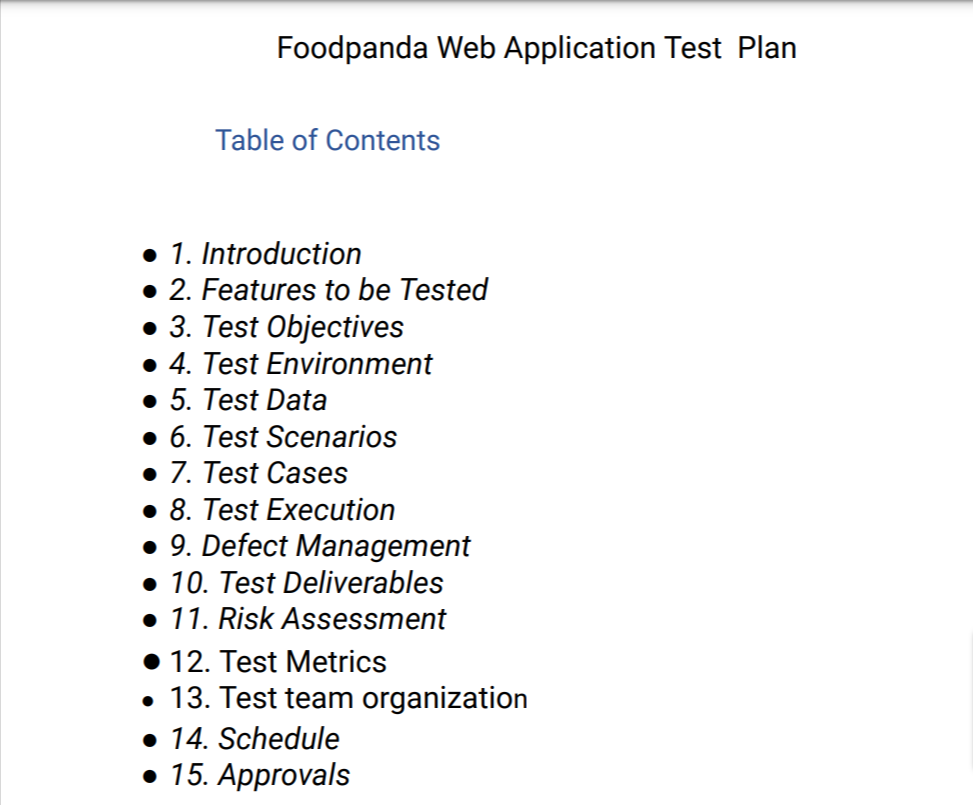 Foodpanda Web Application Test Plan
Table of Contents
● 1. Introduction
● 2. Features to be Tested
● 3. Test Objectives
● 4. Test Environment
● 5. Test Data
● 6. Test Scenarios
● 7. Test Cases
● 8. Test Execution
● 9. Defect Management
● 10. Test Deliverables
● 11. Risk Assessment
● 12. Test Metrics
● 13. Test team organization
● 14. Schedule
● 15. Approvals